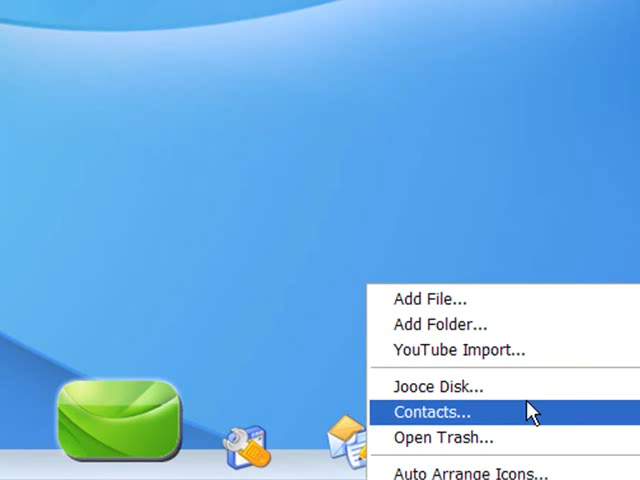 Add File...
Add Folder...
YouTube Import...
Jooce Disk...
Contacts...
Open Trash...
Auto Arrange Icons...